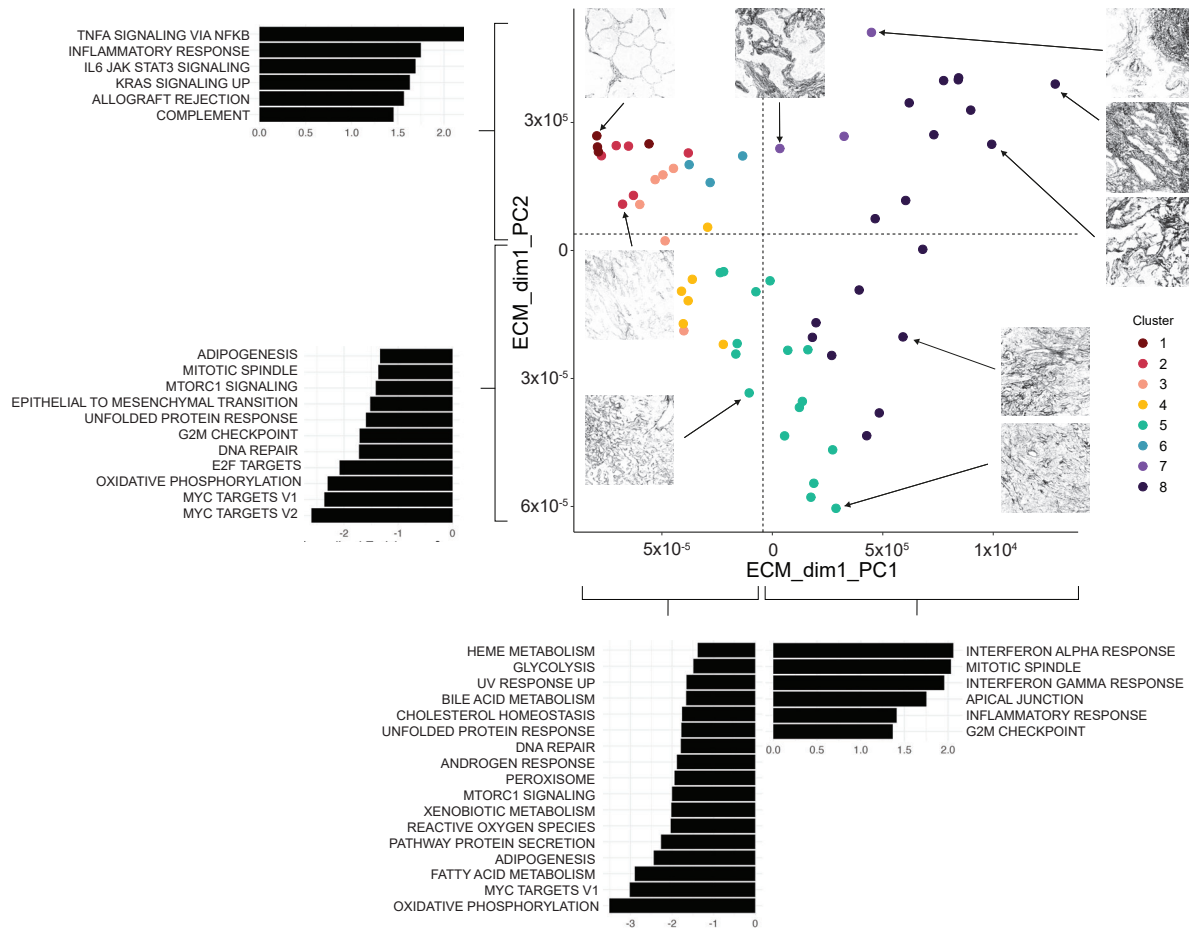 TNFA SIGNALING VIA NFKB
INFLAMMATORY RESPONSE
IL6 JAK STAT3 SIGNALING
KRAS SIGNALING UP
ALLOGRAFT REJECTION
COMPLEMENT
0.0 0.5 1.0 1.5 2.0
ADIPOGENESIS
MITOTIC SPINDLE
MTORC1 SIGNALING
EPITHELIAL TO MESENCHYMAL TRANSITION
UNFOLDED PROTEIN RESPONSE
G2M CHECKPOINT
DNA REPAIR
E2F TARGETS
OXIDATIVE PHOSPHORYLATION
MYC TARGETS V1
MYC TARGETS V2
-2 -1 0
ECM_dim1_PC2
3x10⁵
0
3x10⁻⁵
6x10⁻⁵
5x10⁻⁵ 0 5x10⁵ 1x10⁴
ECM_dim1_PC1
Cluster
1
2
3
4
5
6
7
8
HEME METABOLISM
GLYCOLYSIS
UV RESPONSE UP
BILE ACID METABOLISM
CHOLESTEROL HOMEOSTASIS
UNFOLDED PROTEIN RESPONSE
DNA REPAIR
ANDROGEN RESPONSE
PEROXISOME
MTORC1 SIGNALING
XENOBIOTIC METABOLISM
REACTIVE OXYGEN SPECIES
PATHWAY PROTEIN SECRETION
ADIPOGENESIS
FATTY ACID METABOLISM
MYC TARGETS V1
OXIDATIVE PHOSPHORYLATION
-3 -2 -1 0
INTERFERON ALPHA RESPONSE
MITOTIC SPINDLE
INTERFERON GAMMA RESPONSE
APICAL JUNCTION
INFLAMMATORY RESPONSE
G2M CHECKPOINT
0.0 0.5 1.0 1.5 2.0